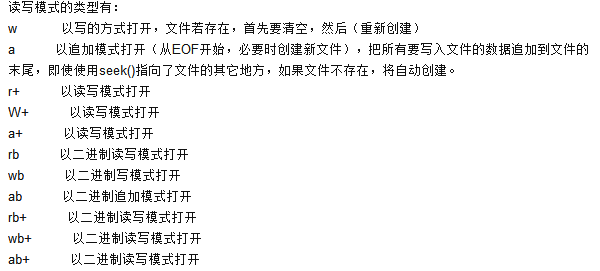 读写模式的类型有：
w 以写的方式打开，文件若存在，首先要清空，然后（重新创建）
a 以追加模式打开（从EOF开始，必要时创建新文件），把所有要写入文件的数据追加到文件的
末尾，即使使用seek()指向了文件的其它地方，如果文件不存在，将自动创建。
r+ 以读写模式打开
W+ 以读写模式打开
a+ 以读写模式打开
rb 以二进制读写模式打开
wb 以二进制写模式打开
ab 以二进制追加模式打开
rb+ 以二进制读写模式打开
wb+ 以二进制读写模式打开
ab+ 以二进制读写模式打开